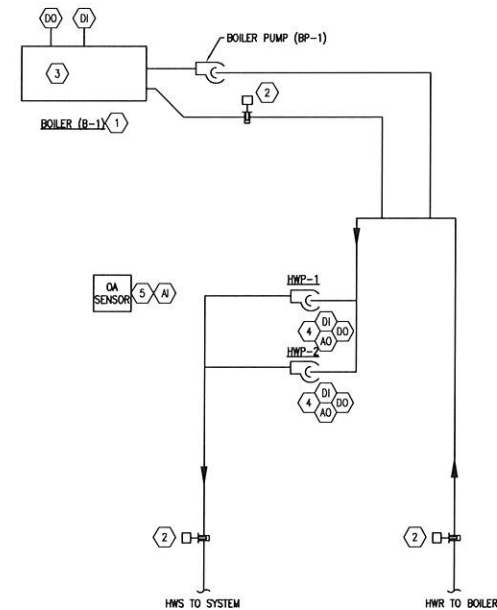 DO DI
BOILER PUMP (BP-1)
3
2
BOILER (B-1) 1
OA
SENSOR 5 AI
HWP-1
4 DI DO
AO
HWP-2
4 DI DO
AO
2
2
HWS TO SYSTEM
HWR TO BOILER